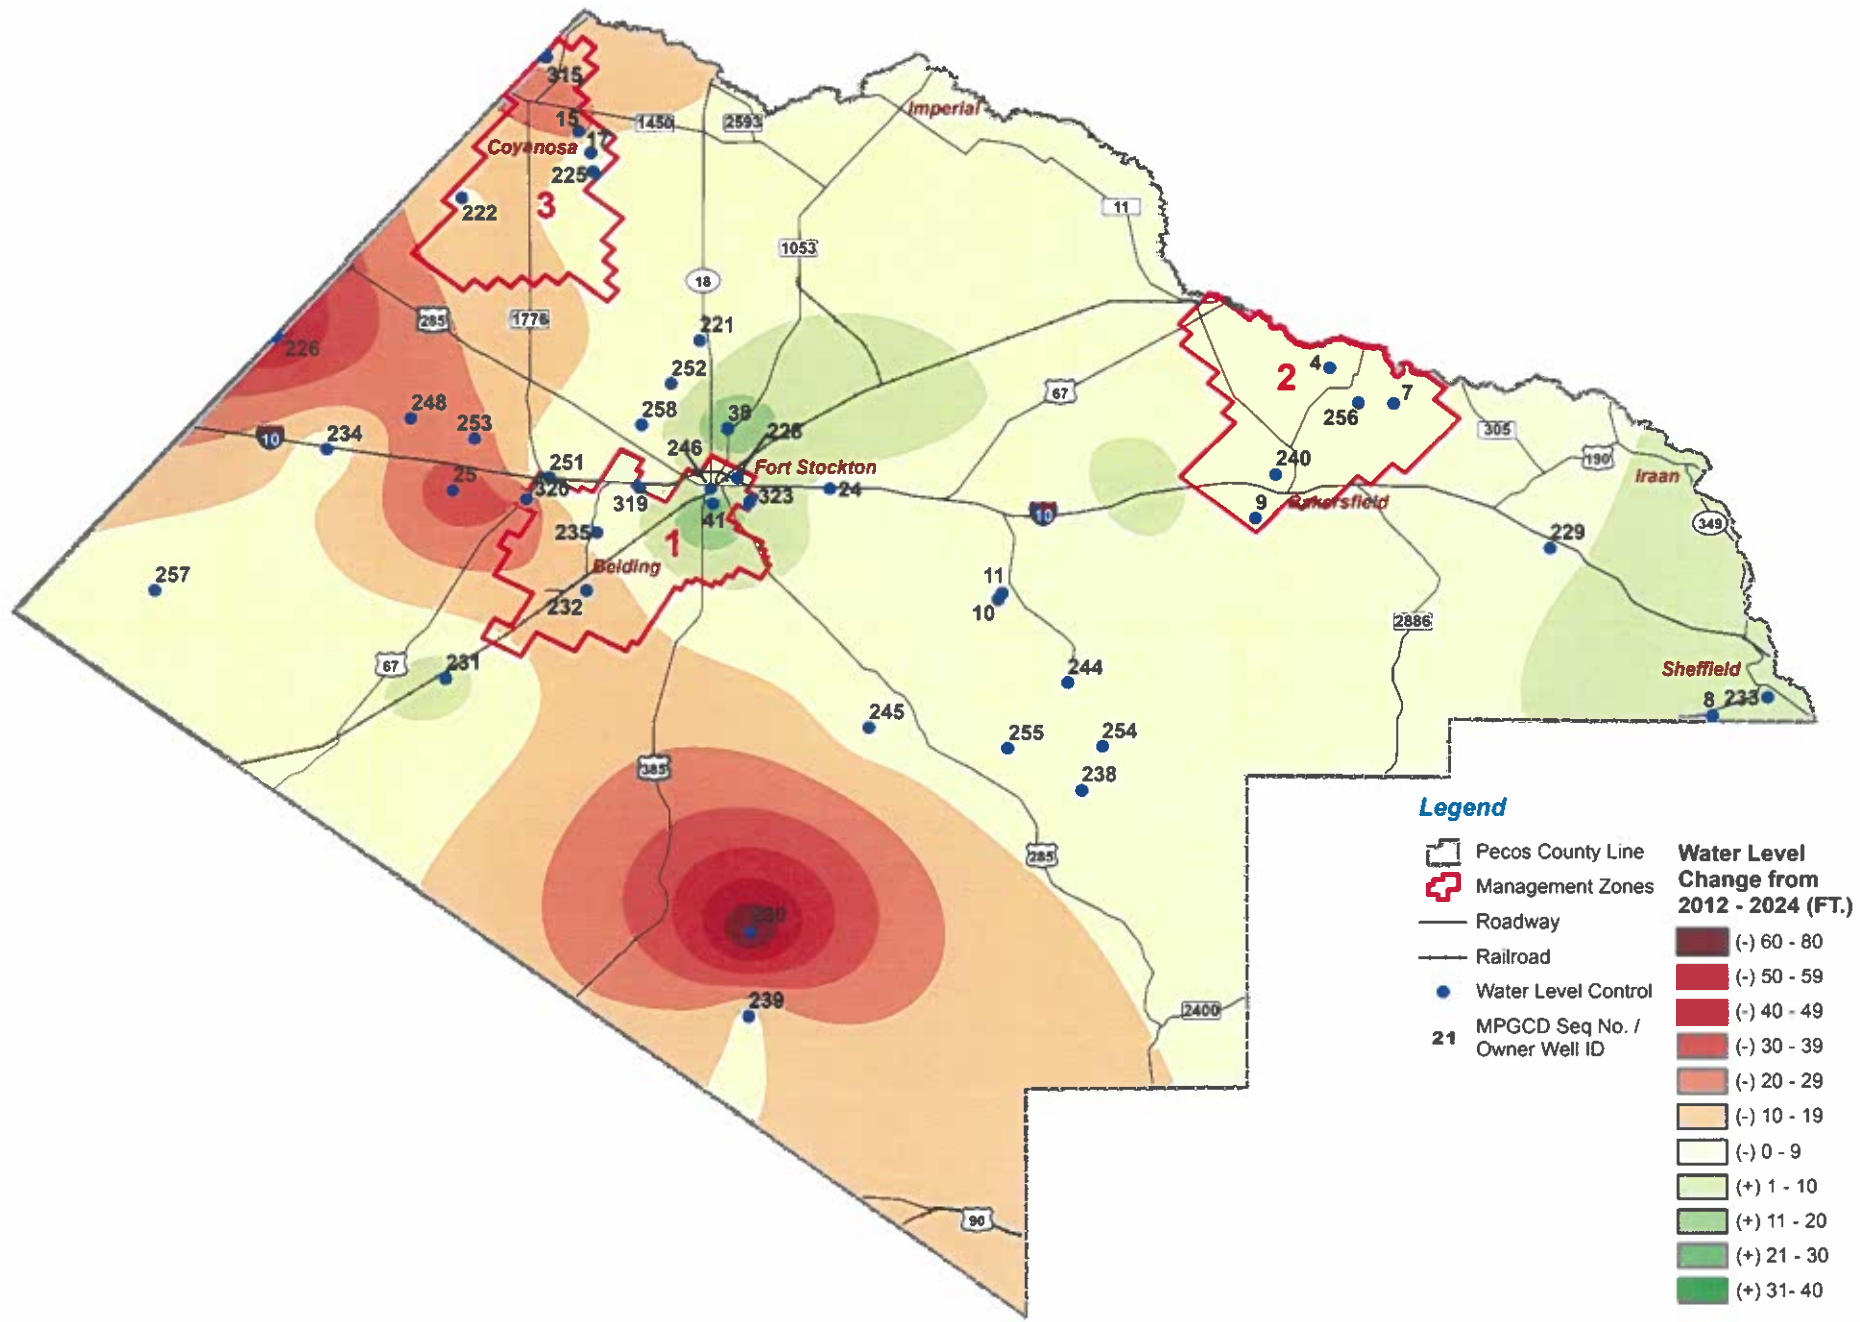 315
Imperial
15
1450
2593
17
Coyanosa
225
222
3
11
1053
18
285
1776
226
221
252
67
2
4
7
256
248
253
258
39
10
234
246
Fort Stockton
305
190
240
Iraan
251
25
320
319
323
24
41
9
Bakersfield
10
349
235
1
229
Belding
257
232
11
10
2886
67
231
244
Sheffield
8
233
245
255
254
385
238
285
239
2400
90
Legend
Pecos County Line
Management Zones
Roadway
Railroad
Water Level Control
21
MPGCD Seq No. /
Owner Well ID
Water Level
Change from
2012 - 2024 (FT.)
(-) 60 - 80
(-) 50 - 59
(-) 40 - 49
(-) 30 - 39
(-) 20 - 29
(-) 10 - 19
(-) 0 - 9
(+) 1 - 10
(+) 11 - 20
(+) 21 - 30
(+) 31- 40